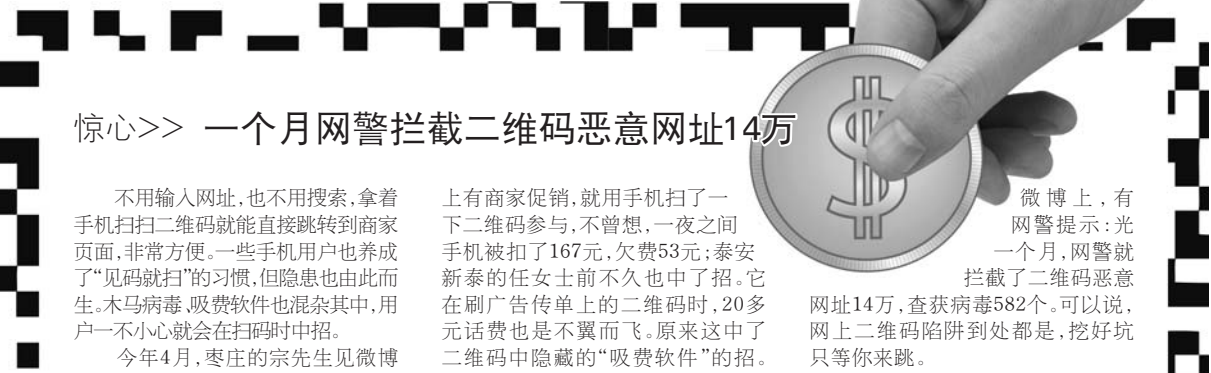 惊心>> 一个月网警拦截二维码恶意网址14万
不用输入网址,也不用搜索,拿着
手机扫扫二维码就能直接跳转到商家
页面,非常方便。一些手机用户也养成
了“见码就扫”的习惯,但隐患也由此而
生。木马病毒、吸费软件也混杂其中,用
户一不小心就会在扫码时中招。
今年4月,枣庄的宗先生见微博
上有商家促销,就用手机扫了一
下二维码参与,不曾想,一夜之间
手机被扣了167元,欠费53元;泰安
新泰的任女士前不久也中了招。它
在刷广告传单上的二维码时,20多
元话费也是不翼而飞。原来这中了
二维码中隐藏的“吸费软件”的招。
微博上,有
网警提示:光
一个月,网警就
拦截了二维码恶意
网址14万,查获病毒582个。可以说,
网上二维码陷阱到处都是,挖好坑
只等你来跳。